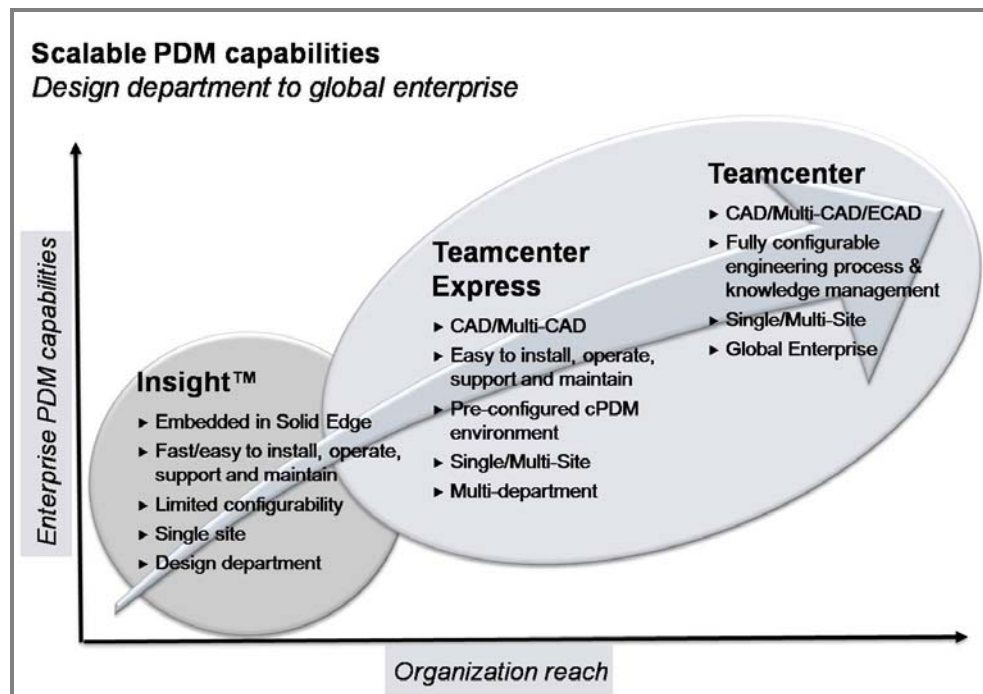 Scalable PDM capabilities
Design department to global enterprise
Enterprise PDM capabilities
Insight™
► Embedded in Solid Edge
► Fast/easy to install, operate,
support and maintain
► Limited configurability
► Single site
► Design department
Teamcenter
Express
► CAD/Multi-CAD
► Easy to install, operate,
support and maintain
► Pre-configured cPDM
environment
► Single/Multi-Site
► Multi-department
Teamcenter
► CAD/Multi-CAD/ECAD
► Fully configurable
engineering process &
knowledge management
► Single/Multi-Site
► Global Enterprise
Organization reach